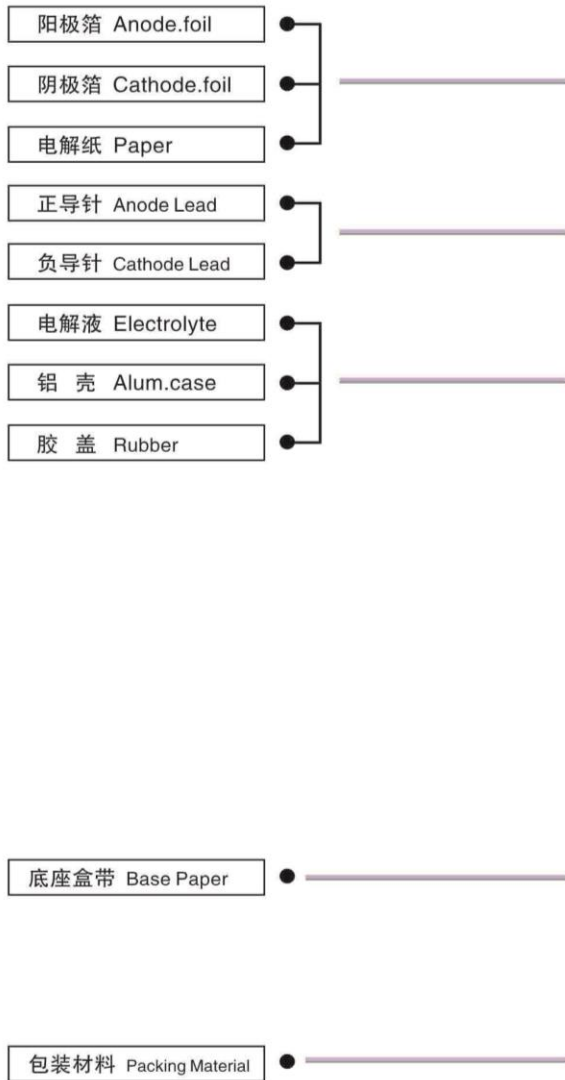 阳极箔 Anode.foil
阴极箔 Cathode.foil
电解纸 Paper
正导针 Anode Lead
负导针 Cathode Lead
电解液 Electrolyte
铝 壳 Alum.case
胶 盖 Rubber
底座盒带 Base Paper
包装材料 Packing Material